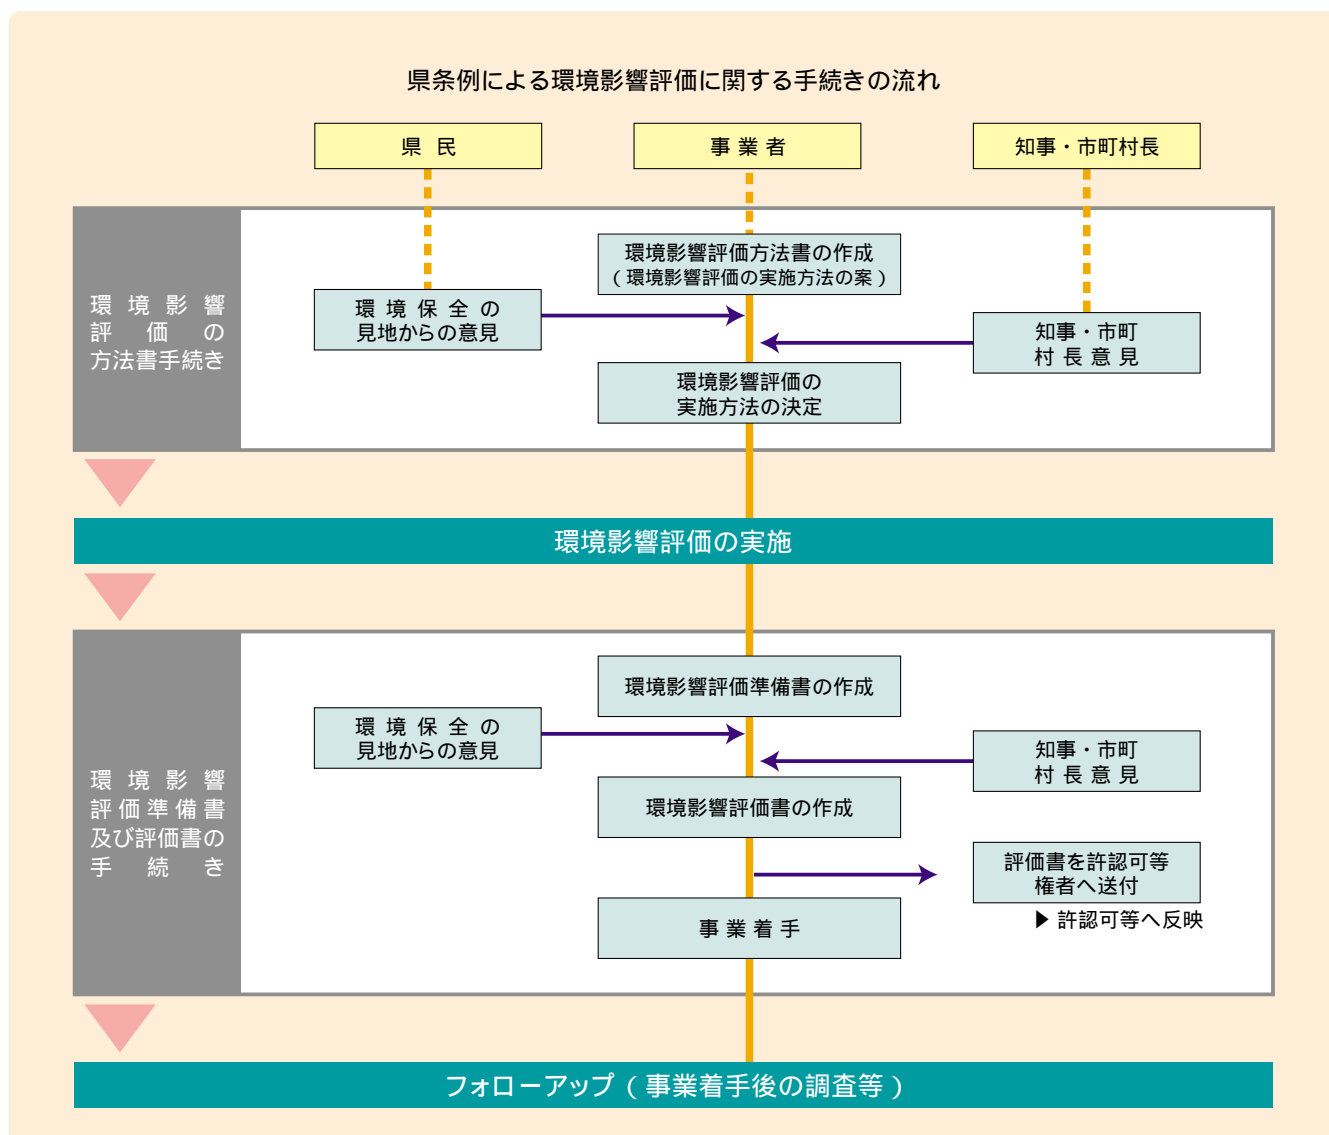 県条例による環境影響評価に関する手続きの流れ
県民
事業者
知事・市町村長
環境影響
評価の
方法書手続き
環境影響評価方法書の作成
(環境影響評価の実施方法の案)
環境保全の
見地からの意見
知事・市町
村長意見
環境影響評価の
実施方法の決定
環境影響評価の実施
環境影響
評価準備書
及び評価書の
手続き
環境影響評価準備書の作成
環境保全の
見地からの意見
知事・市町
村長意見
環境影響評価書の作成
評価書を許認可等
権者へ送付
▶許認可等へ反映
事業着手
フォローアップ(事業着手後の調査等)